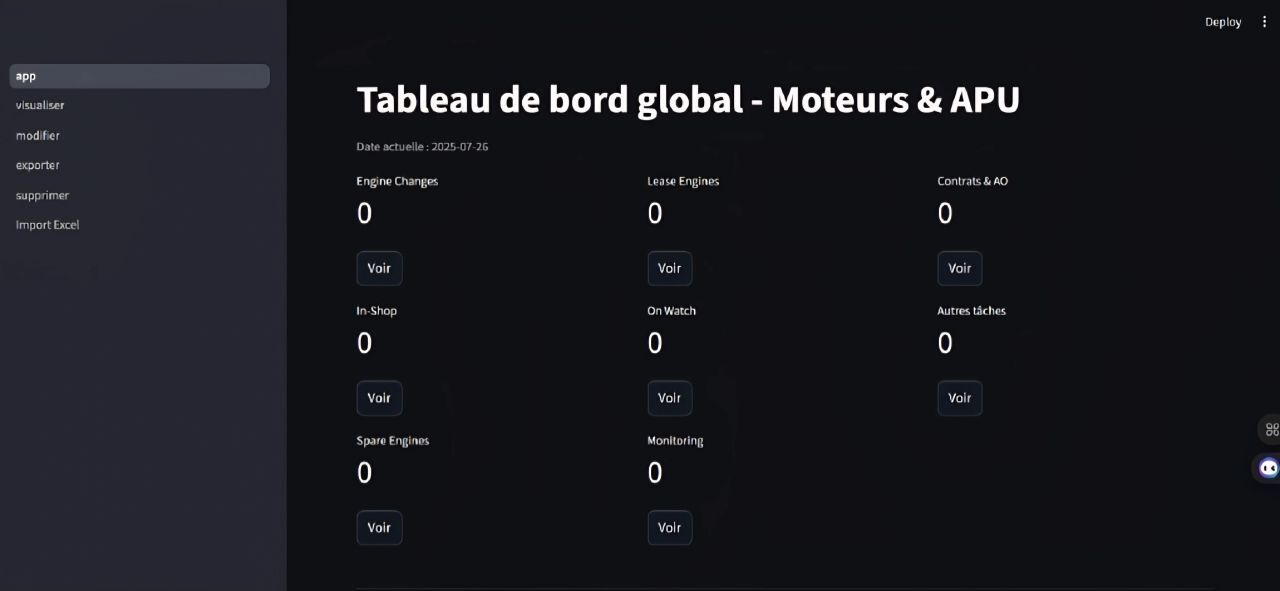 Deploy
app
visualiser
modifier
exporter
supprimer
Import Excel
Tableau de bord global - Moteurs & APU
Date actuelle : 2025-07-26
Engine Changes
0
Voir
Lease Engines
0
Voir
Contrats & AO
0
Voir
In-Shop
0
Voir
On Watch
0
Voir
Autres tâches
0
Voir
Spare Engines
0
Voir
Monitoring
0
Voir